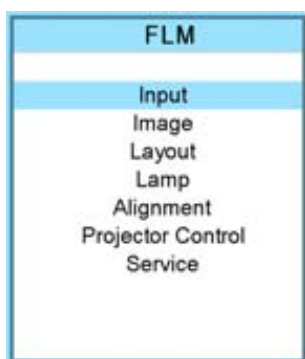 FLM
Input
Image
Layout
Lamp
Alignment
Projector Control
Service